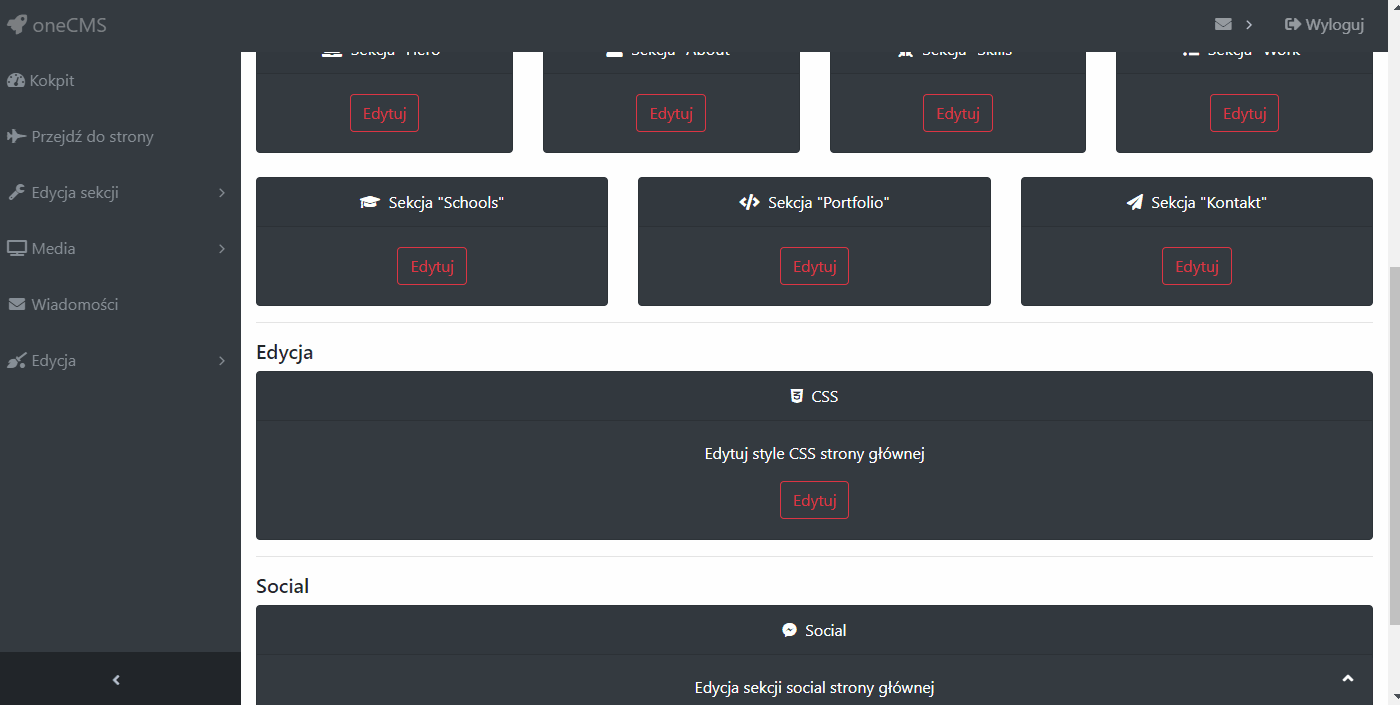 oneCMS
Wyloguj
Kokpit
Przejdź do strony
Edycja sekcji
Media
Wiadomości
Edycja
Sekcja "Hero"
Sekcja "About"
Sekcja "Skills"
Sekcja "Work"
Edytuj
Edytuj
Edytuj
Edytuj
Sekcja "Schools"
Sekcja "Portfolio"
Sekcja "Kontakt"
Edytuj
Edytuj
Edytuj
Edycja
CSS
Edytuj style CSS strony głównej
Edytuj
Social
Social
Edycja sekcji social strony głównej